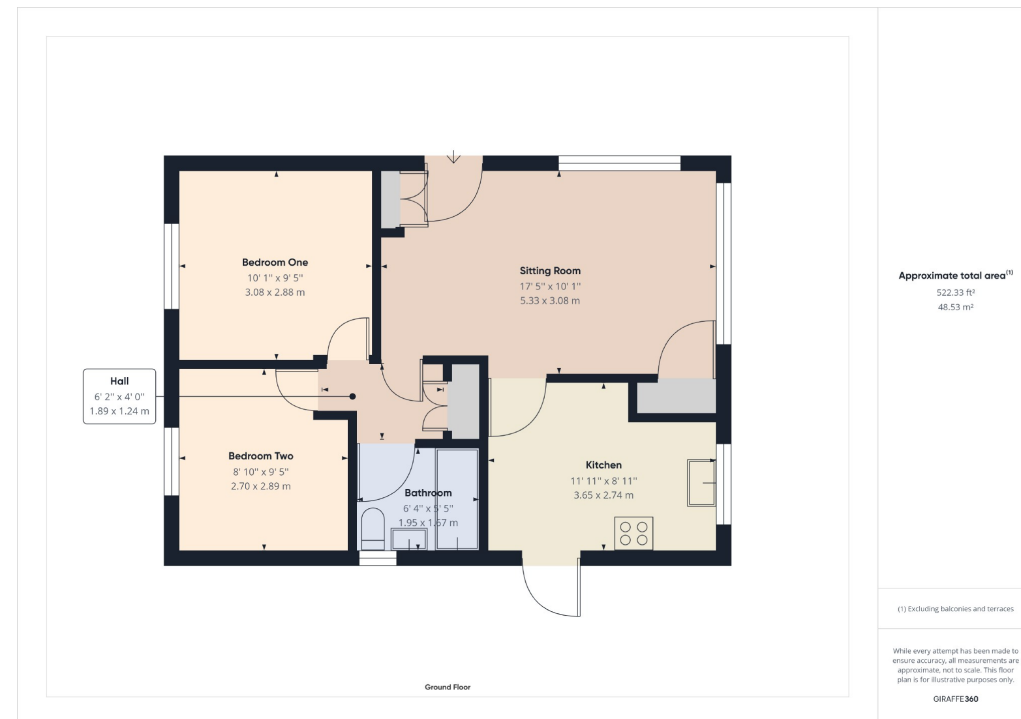 Bedroom One
10' 1" x 9' 5"
3.08 x 2.88 m
Sitting Room
17' 5" x 10' 1"
5.33 x 3.08 m
Hall
6' 2" x 4' 0"
1.89 x 1.24 m
Bedroom Two
8' 10" x 9' 5"
2.70 x 2.89 m
Bathroom
6' 4" x 5' 5"
1.95 x 1.67 m
Kitchen
11' 11" x 8' 11"
3.65 x 2.74 m
Ground Floor
Approximate total area(1)
522.33 ft²
48.53 m²
(1) Excluding balconies and terraces
While every attempt has been made to
ensure accuracy, all measurements are
approximate, not to scale. This floor
plan is for illustrative purposes only.
GIRAFFE360